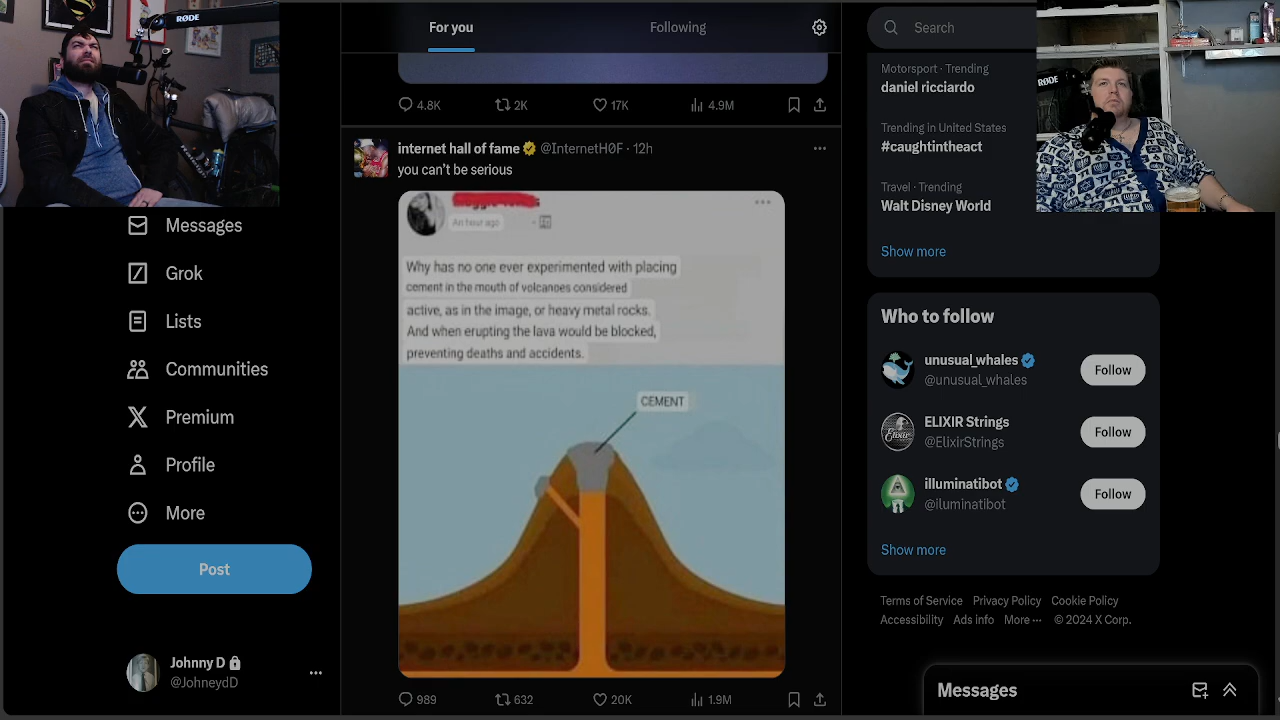 RØDE
For you
Following
Search
RØDE
4.8K
2K
17K
4.9M
Motorsport · Trending
daniel ricciardo
Trending in United States
#caughtintheact
Travel · Trending
Walt Disney World
Show more
internet hall of fame @InternetH0F · 12h
you can't be serious
An hour ago
Why has no one ever experimented with placing
cement in the mouth of volcanoes considered
active, as in the image, or heavy metal rocks.
And when erupting the lava would be blocked,
preventing deaths and accidents.
CEMENT
989
632
20K
1.9M
Messages
Grok
Lists
Communities
Premium
Profile
More
Post
Johnny D
@JohneydD
Who to follow
unusual_whales
@unusual_whales
Follow
ELIXIR Strings
@ElixirStrings
Follow
illuminatibot
@iluminatibot
Follow
Show more
Terms of Service Privacy Policy Cookie Policy
Accessibility Ads info More ··· © 2024 X Corp.
Messages